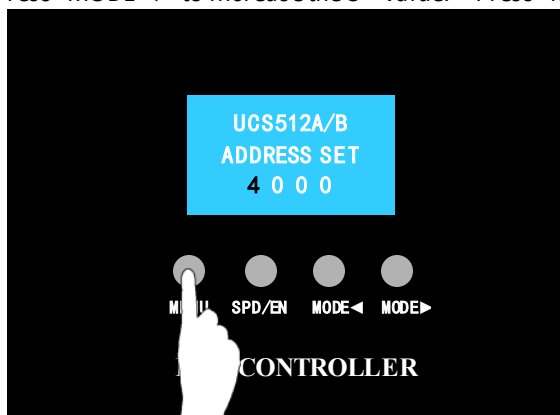 UCS512A/B
ADDRESS SET
4 0 0 0
SPD/EN MODE◄ MODE►
CONTROLLER